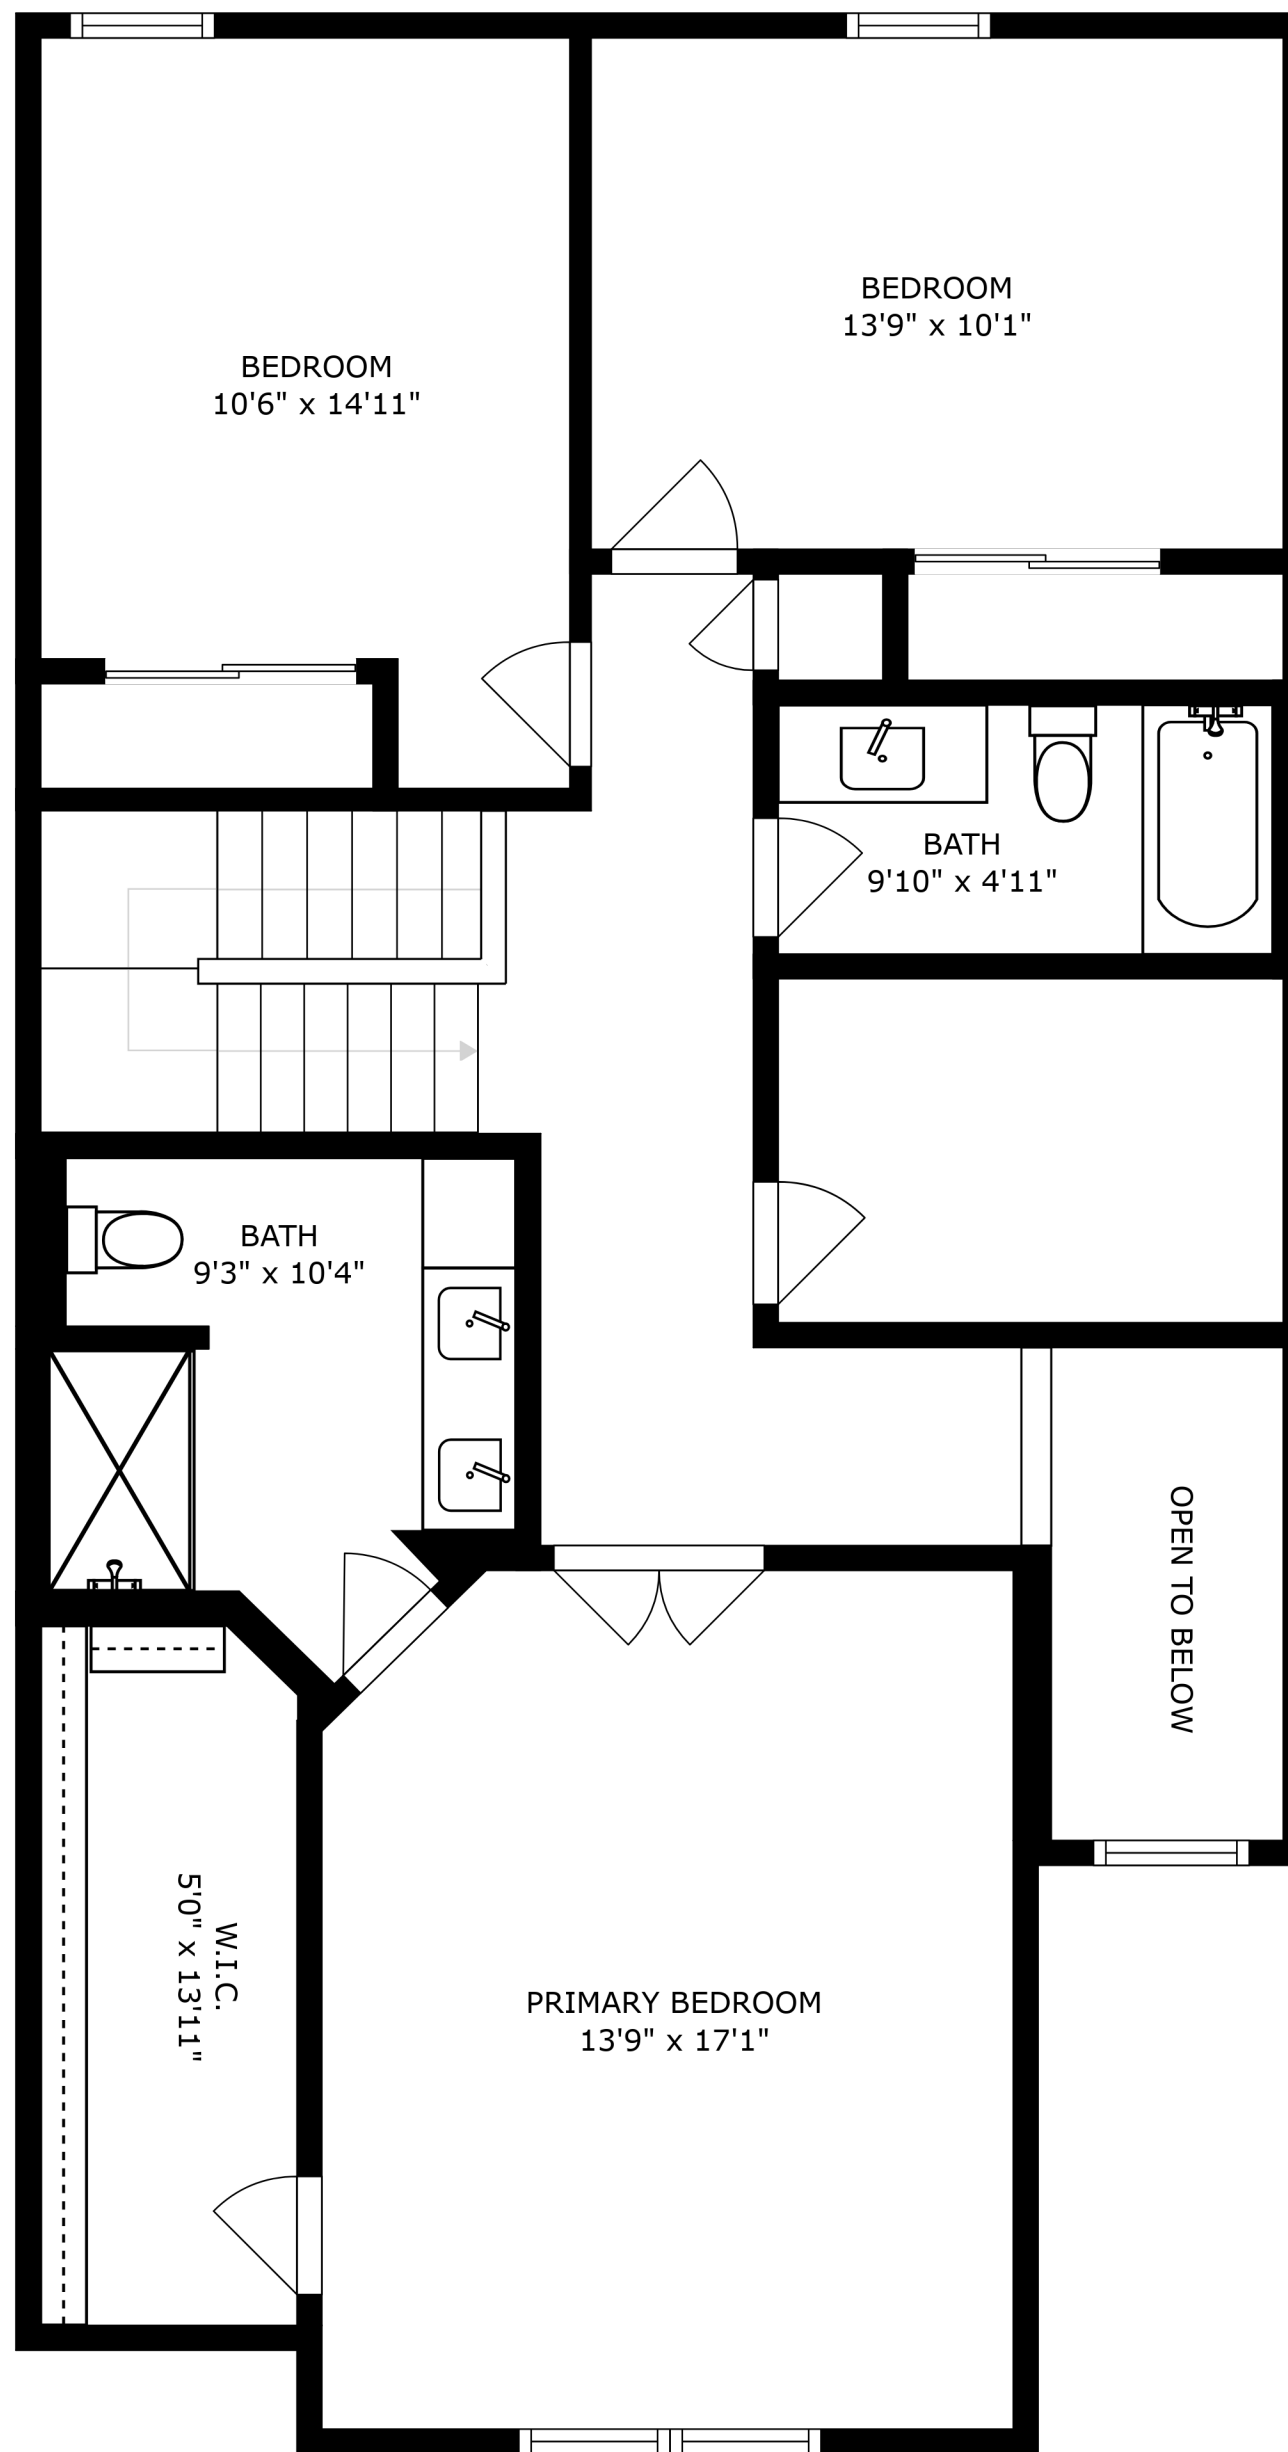 BEDROOM
13'9" x 10'1"
BEDROOM
10'6" x 14'11"
BATH
9'10" x 4'11"
BATH
9'3" x 10'4"
OPEN TO BELOW
W.I.C.
5'0" x 13'11"
PRIMARY BEDROOM
13'9" x 17'1"